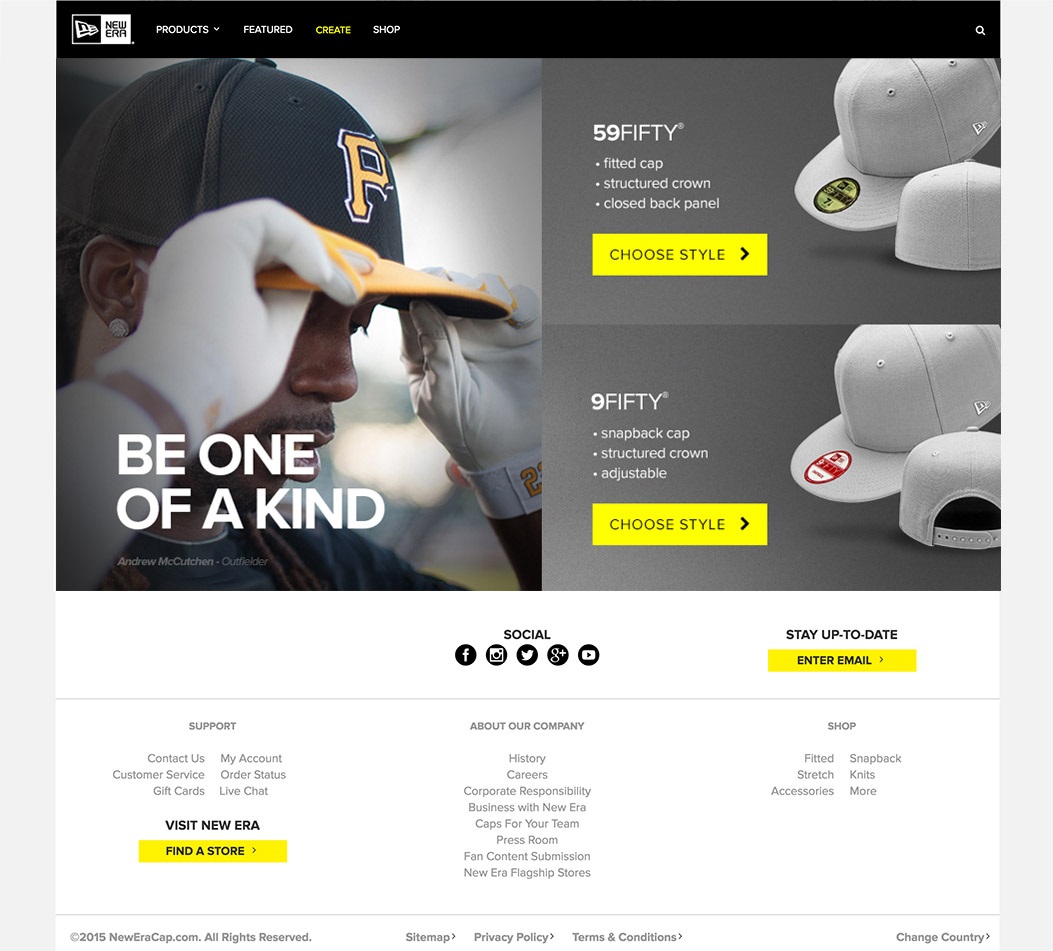 NEW ERA
PRODUCTS
FEATURED
CREATE
SHOP
P
BE ONE
OF A KIND
Andrew McCutchen - Outfielder
59FIFTY®
• fitted cap
• structured crown
• closed back panel
CHOOSE STYLE
9FIFTY®
• snapback cap
• structured crown
• adjustable
CHOOSE STYLE
SOCIAL
STAY UP-TO-DATE
ENTER EMAIL
SUPPORT
Contact Us My Account
Customer Service Order Status
Gift Cards Live Chat
VISIT NEW ERA
FIND A STORE
ABOUT OUR COMPANY
History
Careers
Corporate Responsibility
Business with New Era
Caps For Your Team
Press Room
Fan Content Submission
New Era Flagship Stores
SHOP
Fitted Snapback
Stretch Knits
Accessories More
©2015 NewEraCap.com. All Rights Reserved.
Sitemap
Privacy Policy
Terms & Conditions
Change Country